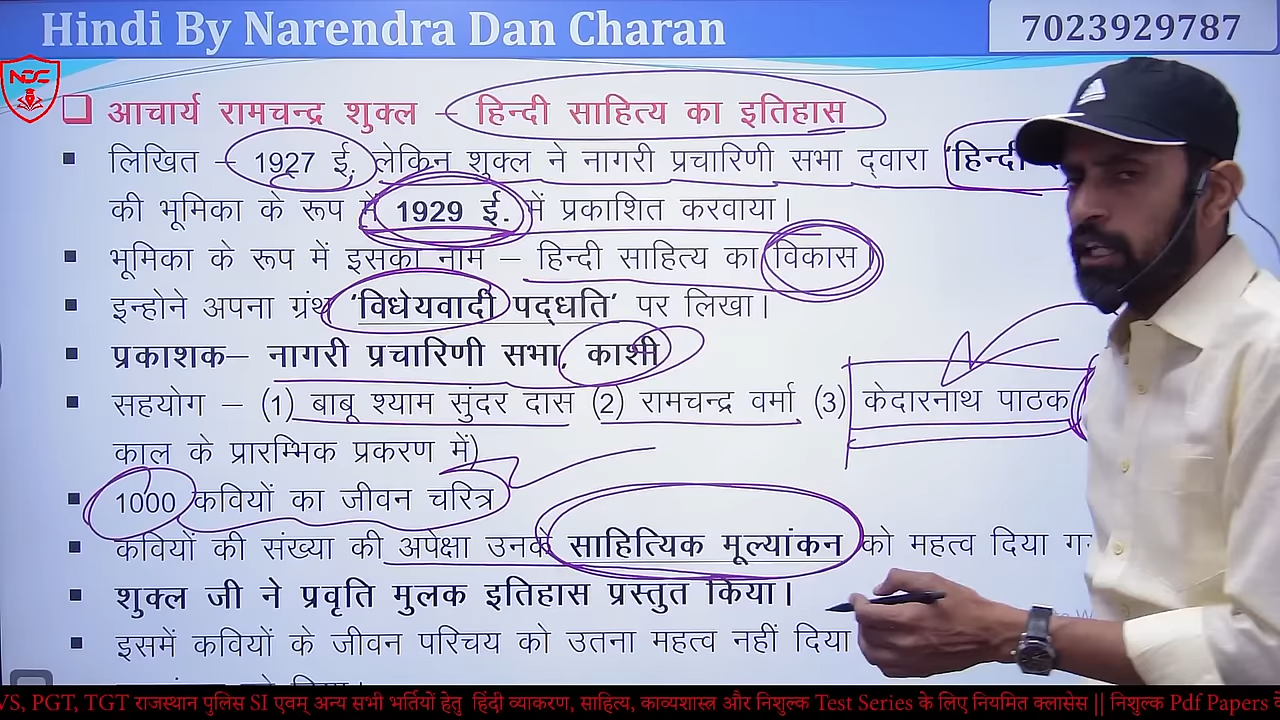 Hindi By Narendra Dan Charan
7023929787
NDC
आचार्य रामचन्द्र शुक्ल – हिन्दी साहित्य का इतिहास
लिखित – 1927 ई. लेकिन शुक्ल ने नागरी प्रचारिणी सभा द्वारा 'हिन्दी
की भूमिका के रूप में 1929 ई. में प्रकाशित करवाया।
भूमिका के रूप में इसका नाम – हिन्दी साहित्य का विकास
इन्होने अपना ग्रंथ 'विधेयवादी पद्धति' पर लिखा।
प्रकाशक– नागरी प्रचारिणी सभा, काशी
सहयोग – (1) बाबू श्याम सुंदर दास (2) रामचन्द्र वर्मा (3) केदारनाथ पाठक
काल के प्रारम्भिक प्रकरण में)
1000 कवियों का जीवन चरित्र
कवियों की संख्या की अपेक्षा उनके साहित्यिक मूल्यांकन को महत्व दिया
शुक्ल जी ने प्रवृति मुलक इतिहास प्रस्तुत किया।
इसमें कवियों के जीवन परिचय को उतना महत्व नहीं दिया
VS, PGT, TGT राजस्थान पुलिस SI एवम् अन्य सभी भर्तियों हेतु हिंदी व्याकरण, साहित्य, काव्यशास्त्र और निशुल्क Test Series के लिए नियमित क्लासेस || निशुल्क Pdf Papers